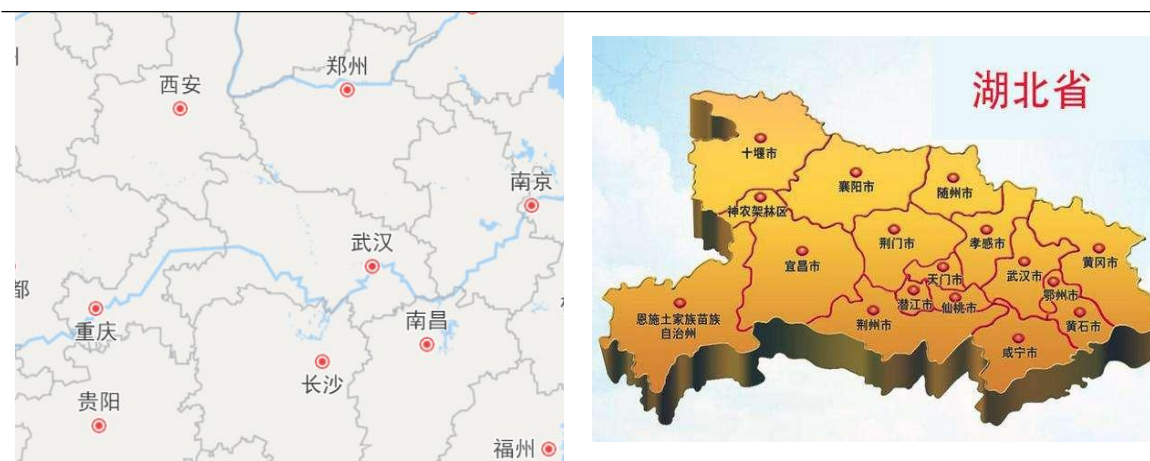 郑州
西安
南京
武汉
都
重庆
南昌
长沙
贵阳
福州
湖北省
十堰市
襄阳市
随州市
神农架林区
荆门市
孝感市
宜昌市
武汉市
黄冈市
天门市
鄂州市
潜江市
仙桃市
恩施土家族苗族
自治州
荆州市
黄石市
咸宁市